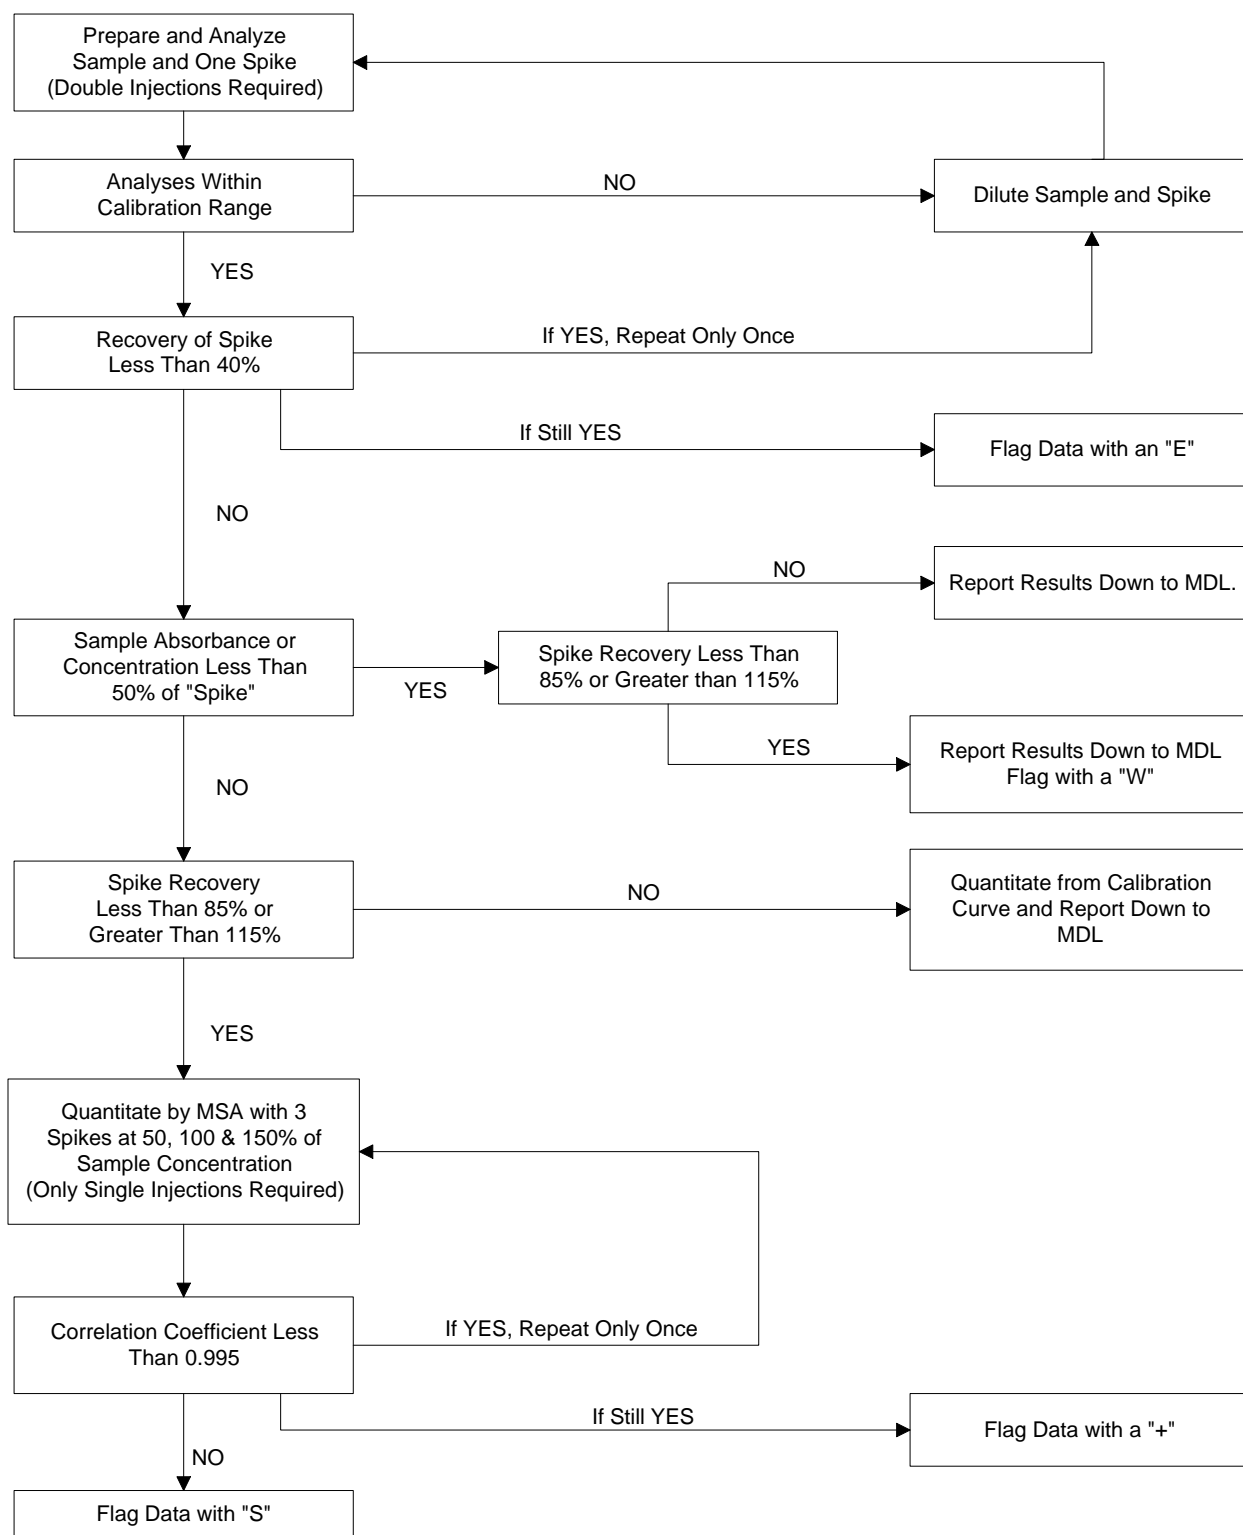 Prepare and Analyze
Sample and One Spike
(Double Injections Required)
Analyses Within
Calibration Range
NO
Dilute Sample and Spike
YES
Recovery of Spike
Less Than 40%
If YES, Repeat Only Once
If Still YES
Flag Data with an "E"
NO
NO
Report Results Down to MDL.
Sample Absorbance or
Concentration Less Than
50% of "Spike"
YES
Spike Recovery Less Than
85% or Greater than 115%
YES
Report Results Down to MDL
Flag with a "W"
NO
Spike Recovery
Less Than 85% or
Greater Than 115%
NO
Quantitate from Calibration
Curve and Report Down to
MDL
YES
Quantitate by MSA with 3
Spikes at 50, 100 & 150% of
Sample Concentration
(Only Single Injections Required)
Correlation Coefficient Less
Than 0.995
If YES, Repeat Only Once
If Still YES
Flag Data with a "+"
NO
Flag Data with "S"